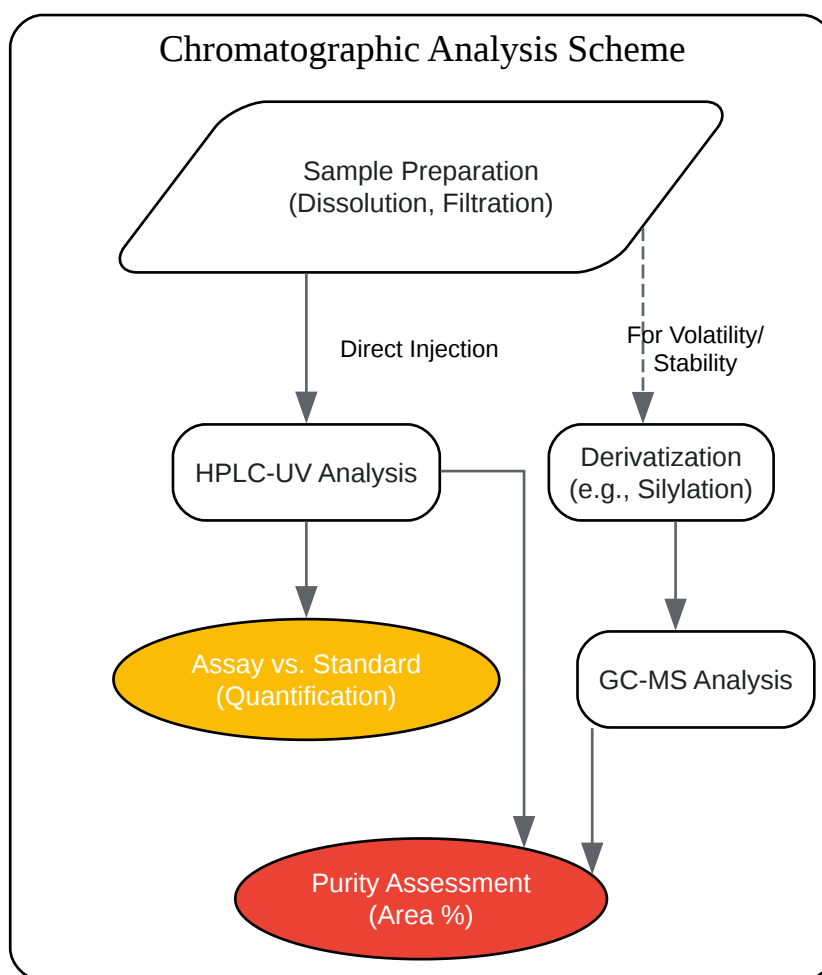 Chromatographic Analysis Scheme
Sample Preparation
(Dissolution, Filtration)
Direct Injection
For Volatility/
Stability
HPLC-UV Analysis
Derivatization
(e.g., Silylation)
Assay vs. Standard
(Quantification)
GC-MS Analysis
Purity Assessment
(Area %)